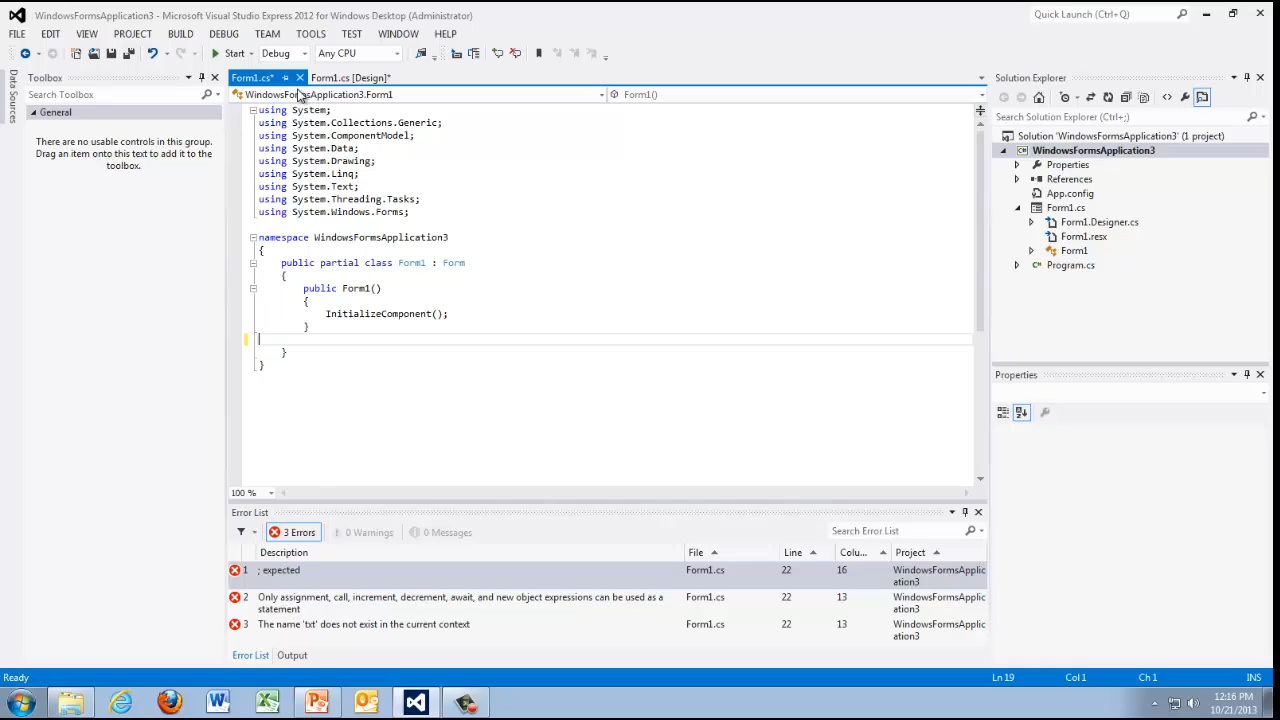 WindowsFormsApplication3 - Microsoft Visual Studio Express 2012 for Windows Desktop (Administrator)
Quick Launch (Ctrl+Q)
FILE EDIT VIEW PROJECT BUILD DEBUG TEAM TOOLS TEST WINDOW HELP
Start Debug Any CPU
Data Sources
Toolbox
Search Toolbox
General
There are no usable controls in this group.
Drag an item onto this text to add it to the
toolbox.
Form1.cs* Form1.cs [Design]*
WindowsFormsApplication3.Form1 Form1()
using System;
using System.Collections.Generic;
using System.ComponentModel;
using System.Data;
using System.Drawing;
using System.Linq;
using System.Text;
using System.Threading.Tasks;
using System.Windows.Forms;
namespace WindowsFormsApplication3
{
public partial class Form1 : Form
{
public Form1()
{
InitializeComponent();
}
}
}
100 %
Solution Explorer
Search Solution Explorer (Ctrl+;)
Solution 'WindowsFormsApplication3' (1 project)
C# WindowsFormsApplication3
Properties
References
App.config
Form1.cs
Form1.Designer.cs
Form1.resx
Form1
C# Program.cs
Properties
Error List
3 Errors 0 Warnings 0 Messages
Search Error List
Description File Line Colu... Project
1 ; expected Form1.cs 22 16 WindowsFormsApplic
ation3
2 Only assignment, call, increment, decrement, await, and new object expressions can be used as a Form1.cs 22 13 WindowsFormsApplic
statement ation3
3 The name 'txt' does not exist in the current context Form1.cs 22 13 WindowsFormsApplic
ation3
Error List Output
Ready Ln 19 Col 1 Ch 1 INS
12:16 PM
10/21/2013